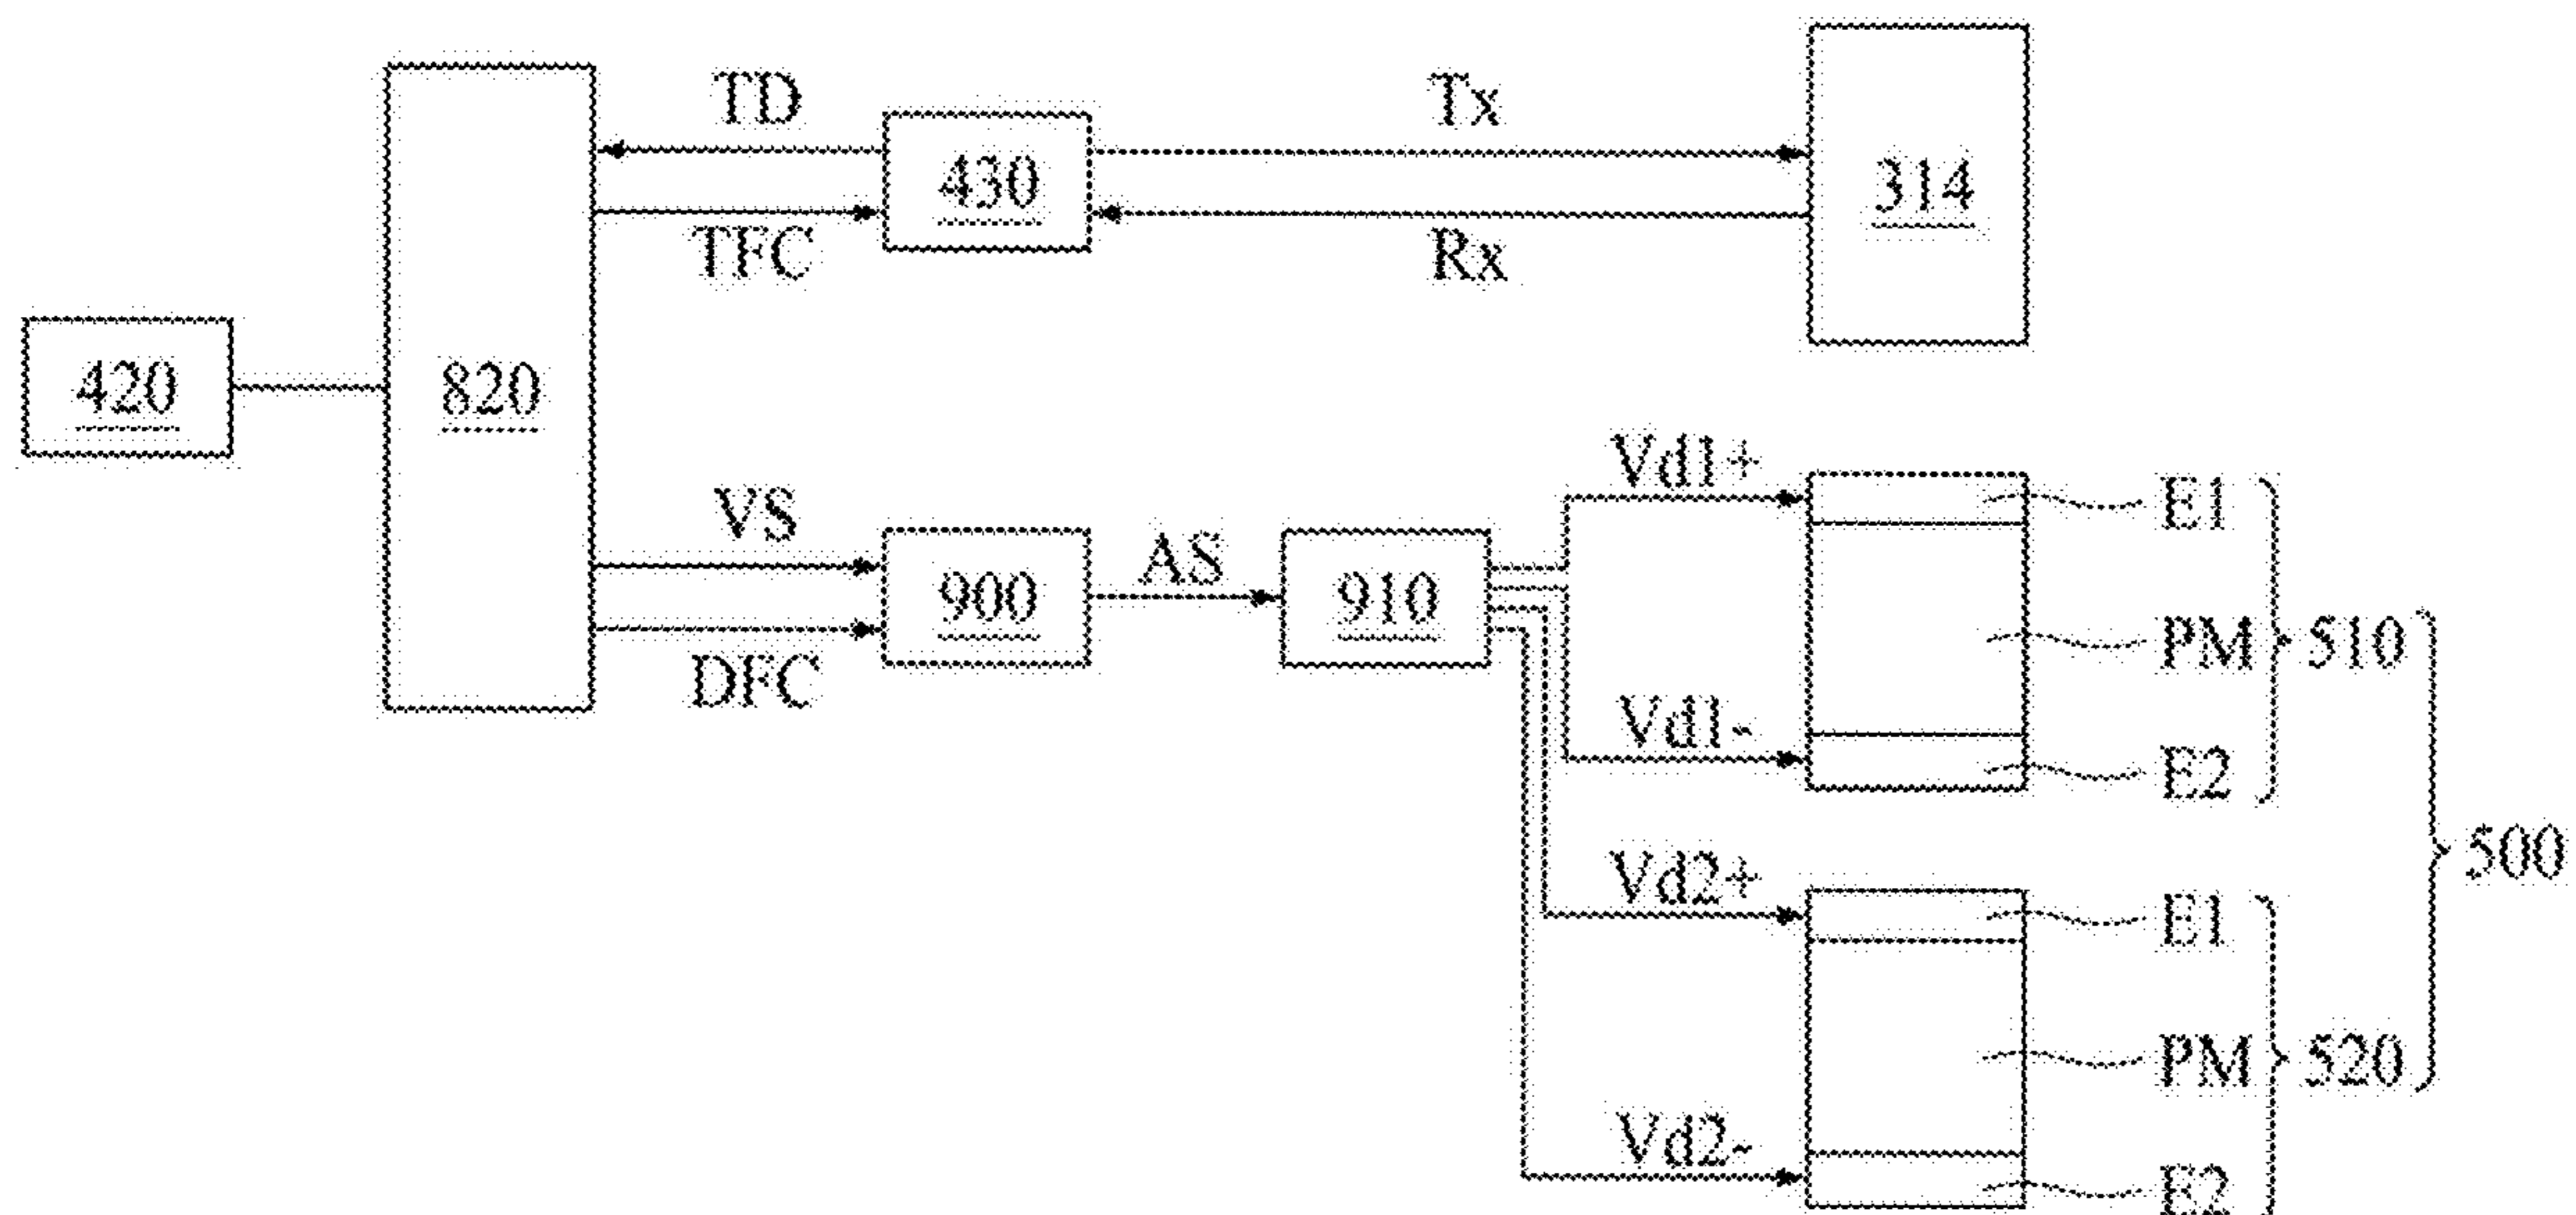 TD
Tx
430
314
TFC
Rx
420
820
Vd1+
E1
VS
AS
900
910
PM
510
DFC
Vd1-
E2
Vd2+
500
E1
PM
520
Vd2-
E2